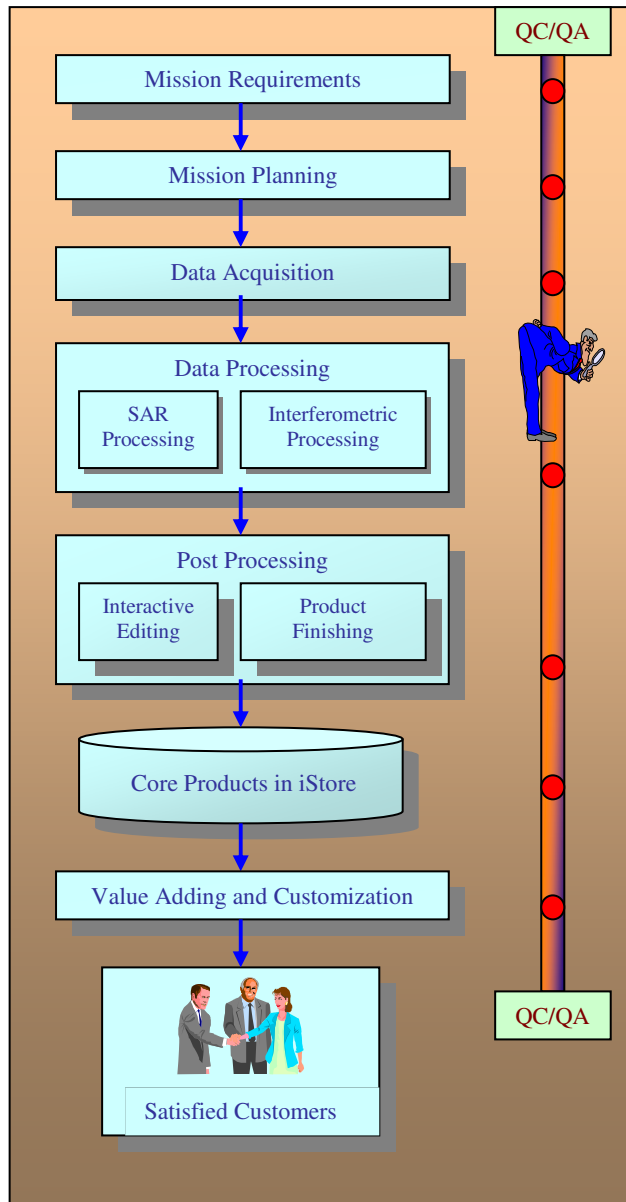 QC/QA
Mission Requirements
Mission Planning
Data Acquisition
Data Processing
SAR
Processing
Interferometric
Processing
Post Processing
Interactive
Editing
Product
Finishing
Core Products in iStore
Value Adding and Customization
QC/QA
Satisfied Customers